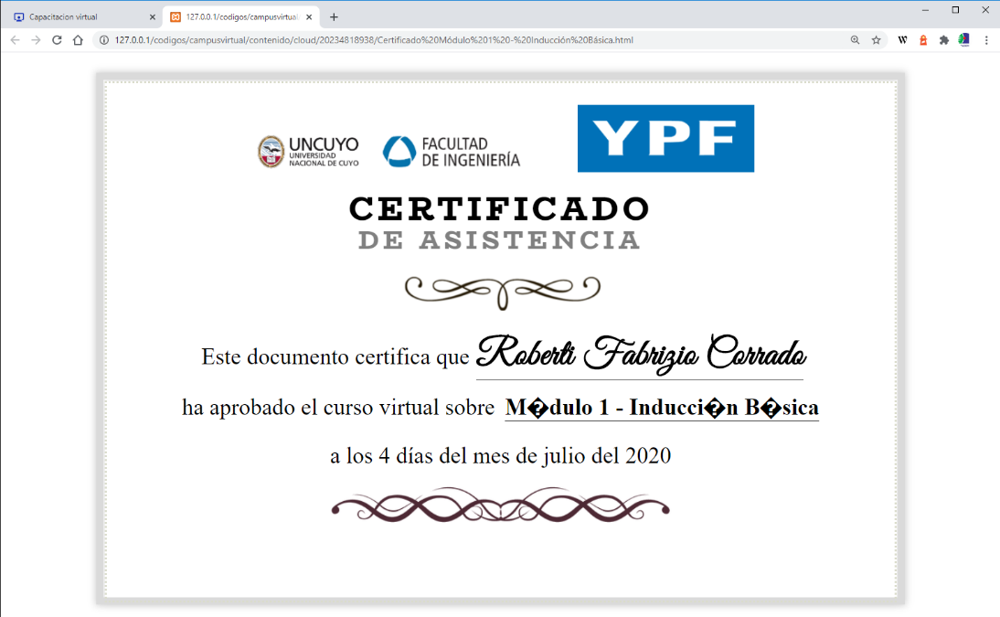 Capacitacion virtual
127.0.0.1/codigos/campusvirtual
127.0.0.1/codigos/campusvirtual/contenido/cloud/20234818938/Certificado%20Módulo%201%20-%20Inducción%20Básica.html
W
UNCUYO
UNIVERSIDAD
NACIONAL DE CUYO
FACULTAD
DE INGENIERÍA
YPF
CERTIFICADO
DE ASISTENCIA
Este documento certifica que Roberti Fabrizio Corrado
ha aprobado el curso virtual sobre M�dulo 1 - Inducci�n B�sica
a los 4 días del mes de julio del 2020